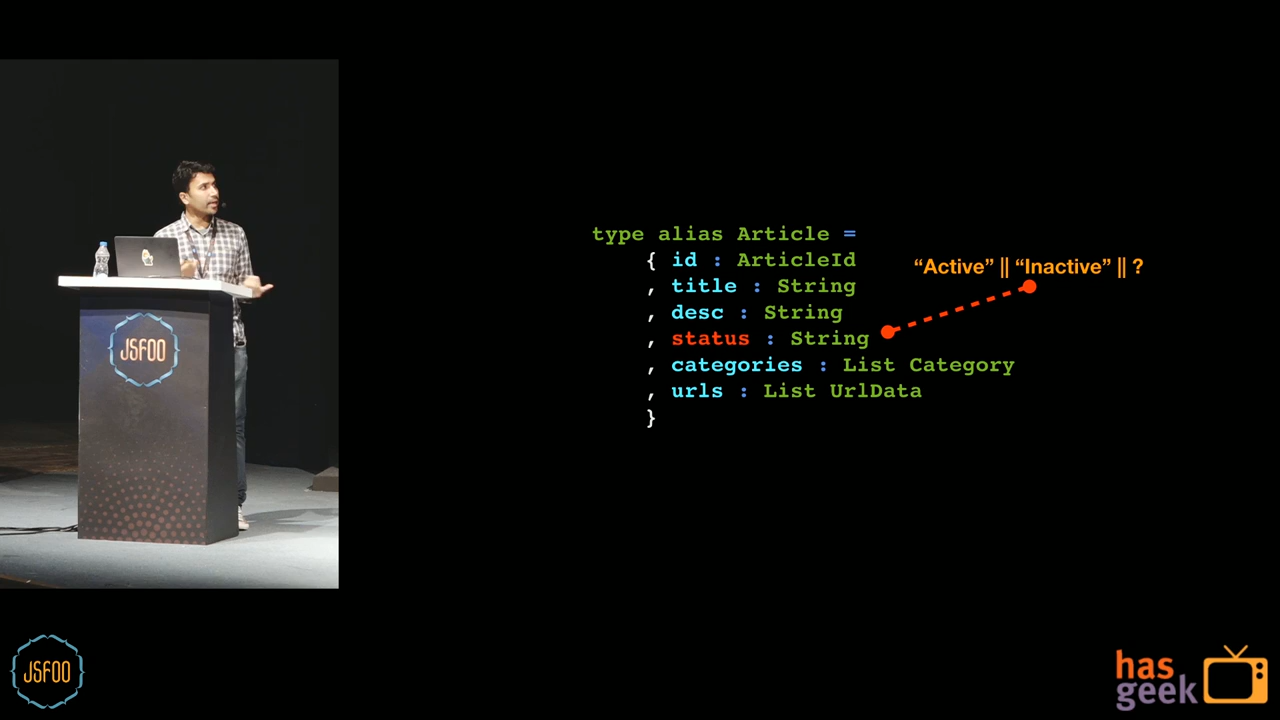 type alias Article =
{ id : ArticleId
, title : String
, desc : String
, status : String
, categories : List Category
, urls : List UrlData
}
“Active” || “Inactive” || ?
JSFOO
JSFOO
has
geek